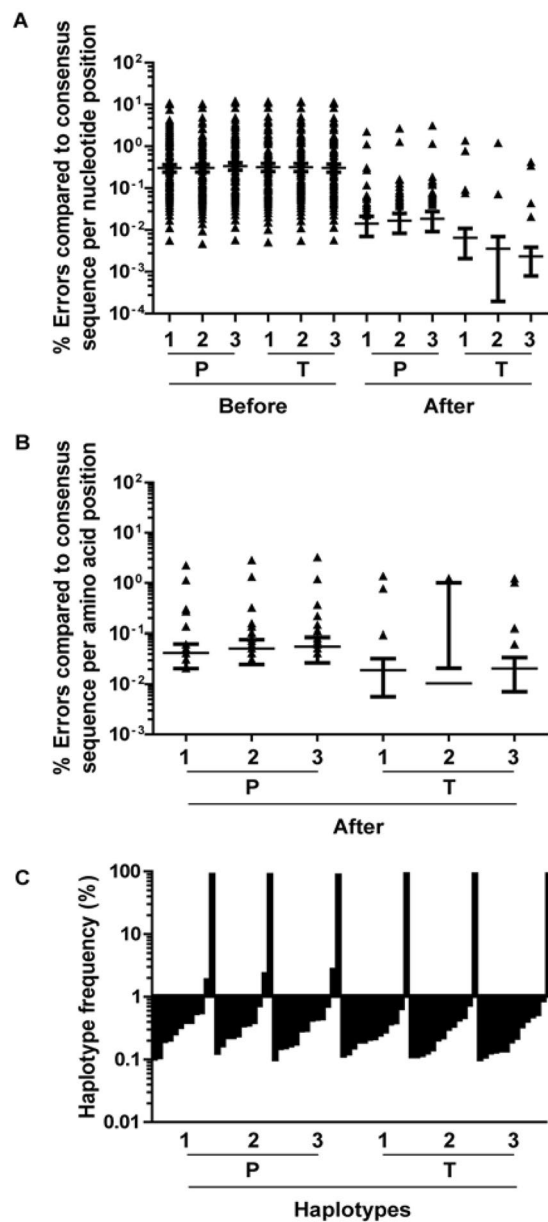 A
% Errors compared to consensus
sequence per nucleotide position
10²
10¹
10⁰
10⁻¹
10⁻²
10⁻³
10⁻⁴
1 2 3 1 2 3 1 2 3 1 2 3
P T P T
Before After
B
% Errors compared to consensus
sequence per amino acid position
10²
10¹
10⁰
10⁻¹
10⁻²
10⁻³
1 2 3 1 2 3
P T
After
C
Haplotype frequency (%)
100
10
1
0.1
0.01
1 2 3 1 2 3
P T
Haplotypes